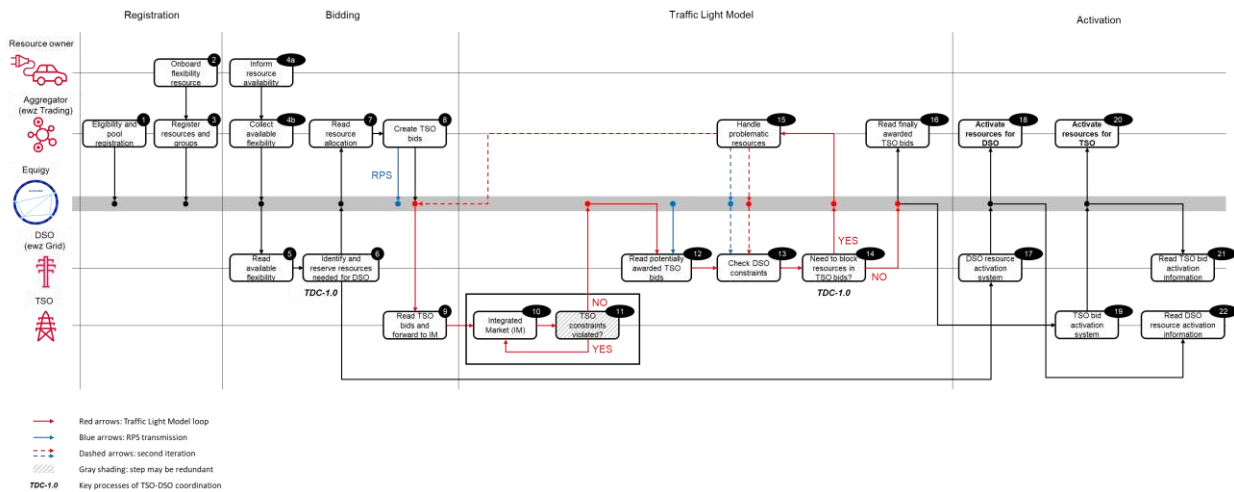 Registration
Bidding
Traffic Light Model
Activation
Resource owner
2
Onboard
flexibility
resource
4a
Inform
resource
availability
Aggregator
(ewz Trading)
1
Eligibility and
pool
registration
3
Register
resources and
groups
4b
Collect
available
flexibility
7
Read
resource
allocation
8
Create TSO
bids
15
Handle
problematic
resources
16
Read finally
awarded
TSO bids
18
Activate
resources for
DSO
20
Activate
resources for
TSO
Equigy
RPS
DSO
(ewz Grid)
5
Read
available
flexibility
6
Identify and
reserve resources
needed for DSO
TDC-1.0
12
Read potentially
awarded TSO
bids
13
Check DSO
constraints
14
Need to block
resources in
TSO bids?
TDC-1.0
YES
NO
17
DSO resource
activation
system
21
Read TSO bid
activation
information
TSO
9
Read TSO
bids and
forward to IM
10
Integrated
Market (IM)
11
TSO
constraints
violated?
NO
YES
19
TSO bid
activation
system
22
Read DSO
resource activation
information
Red arrows: Traffic Light Model loop
Blue arrows: RPS transmission
Dashed arrows: second iteration
Gray shading: step may be redundant
TDC-1.0 Key processes of TSO-DSO coordination